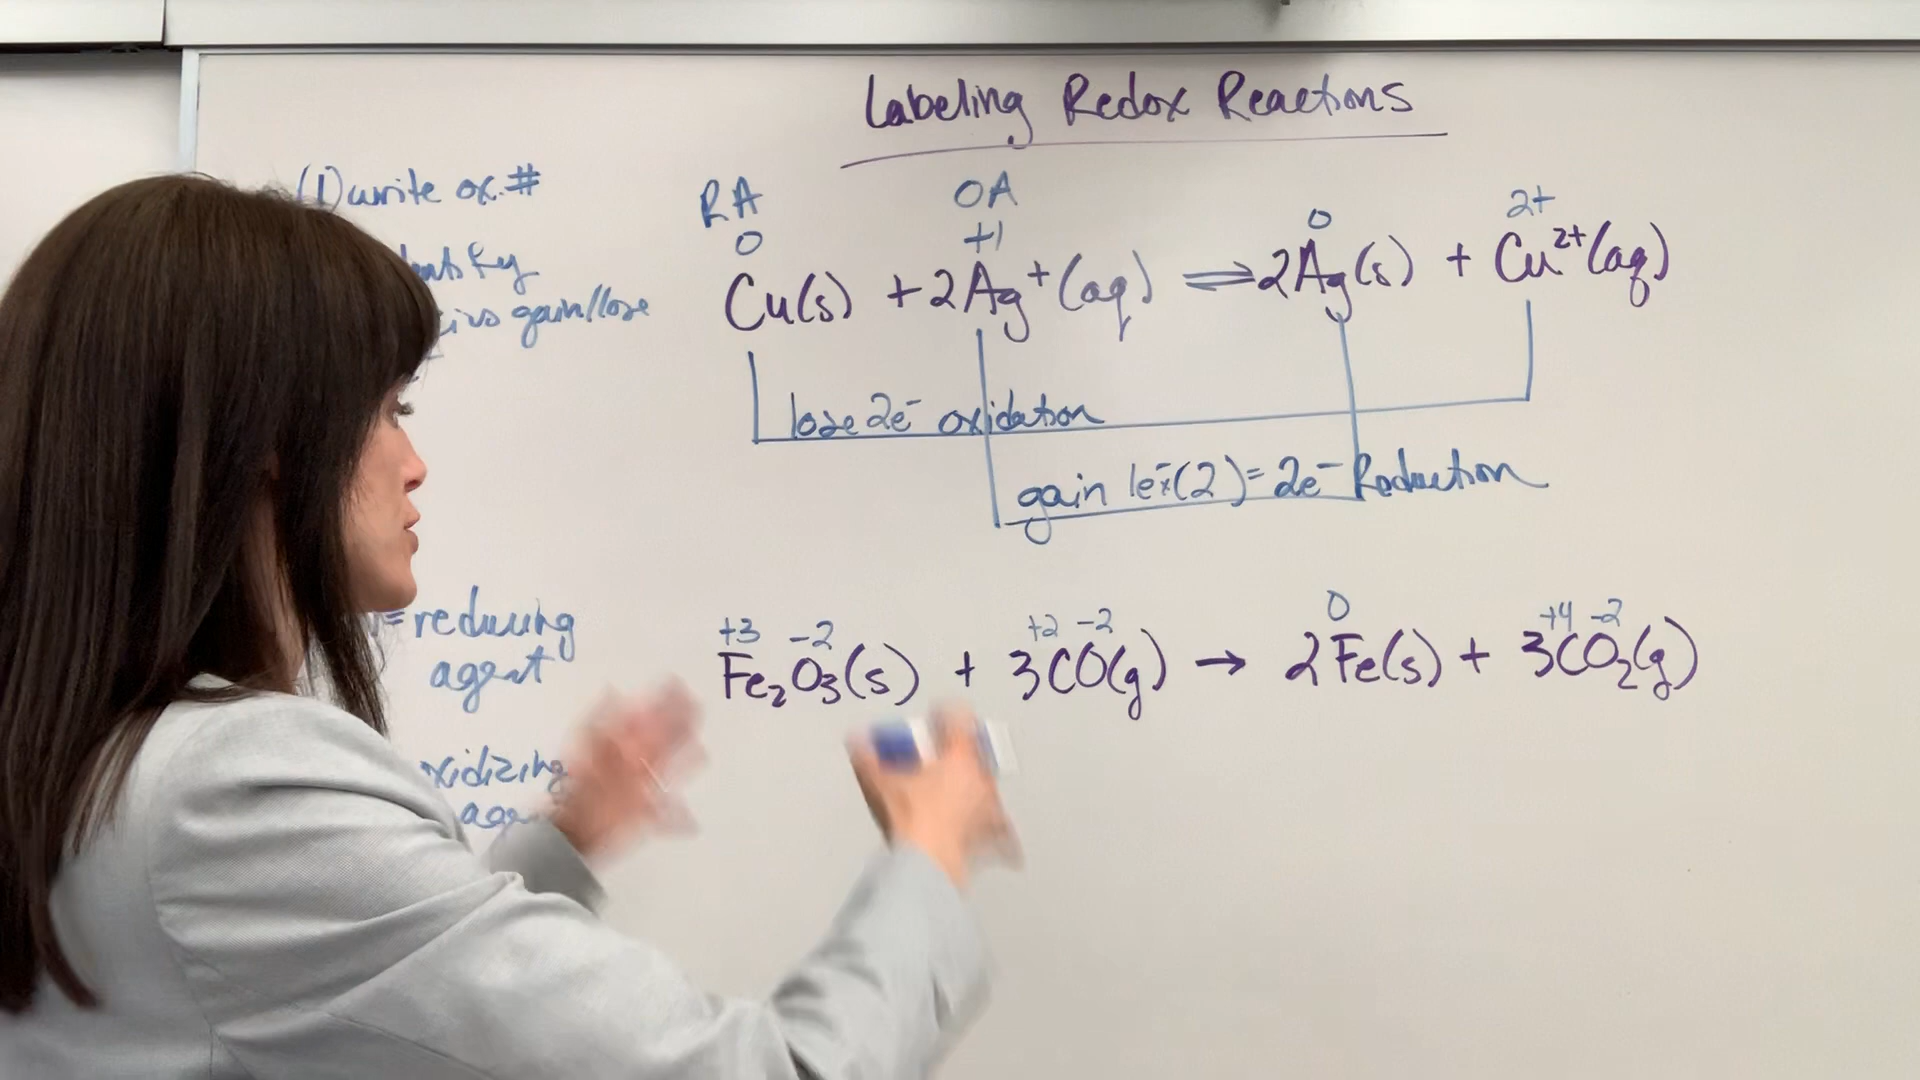 Labeling Redox Reactions
(1) write ox. #
gain/lose
= reducing
agent
RA OA
0 +1 0 2+
Cu(s) + 2Ag⁺(aq) ⇌ 2Ag(s) + Cu²⁺(aq)
lose 2e⁻ oxidation
gain 1e⁻x(2) = 2e⁻ Reduction
+3 -2 +2 -2 0 +4 -2
Fe₂O₃(s) + 3CO(g) → 2Fe(s) + 3CO₂(g)